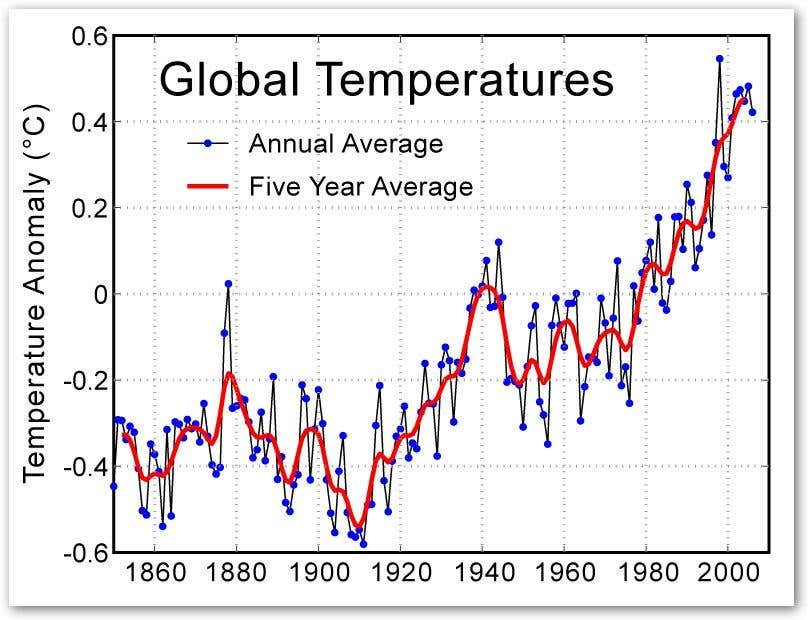 Global Temperatures
Annual Average
Five Year Average
Temperature Anomaly (°C)
0.6
0.4
0.2
0
-0.2
-0.4
-0.6
1860 1880 1900 1920 1940 1960 1980 2000